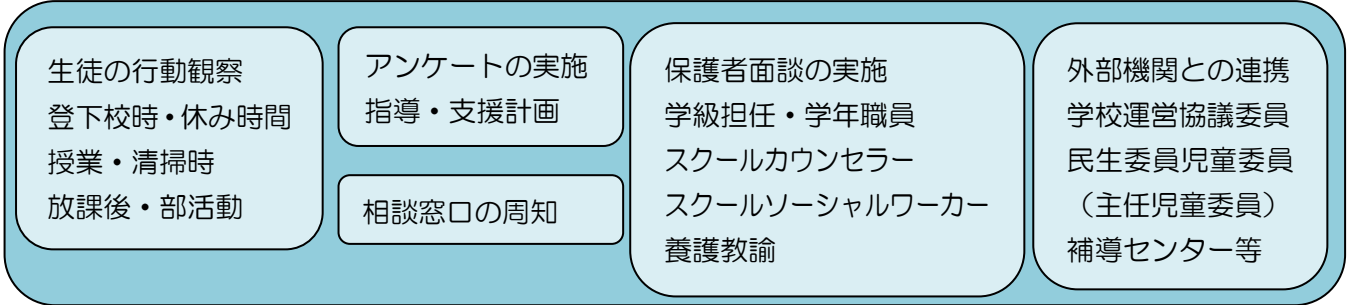 生徒の行動観察
登下校時・休み時間
授業・清掃時
放課後・部活動
アンケートの実施
指導・支援計画
相談窓口の周知
保護者面談の実施
学級担任・学年職員
スクールカウンセラー
スクールソーシャルワーカー
養護教諭
外部機関との連携
学校運営協議委員
民生委員児童委員
（主任児童委員）
補導センター等